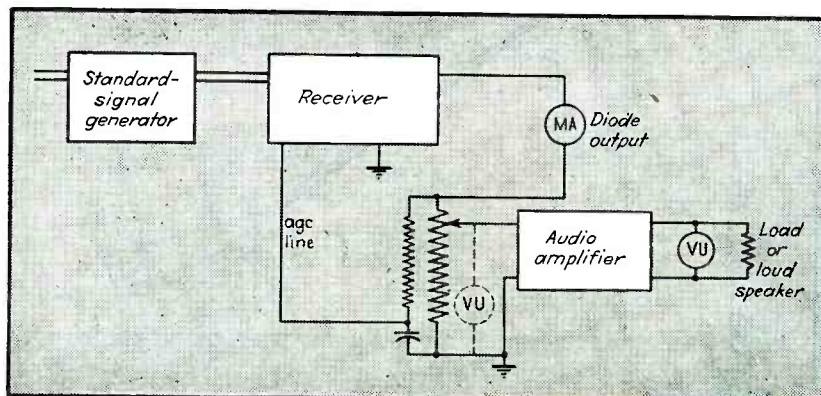 Standard-
signal
generator
Receiver
MA
Diode
output
agc
line
VU
Audio
amplifier
VU
Load
or
loud
speaker